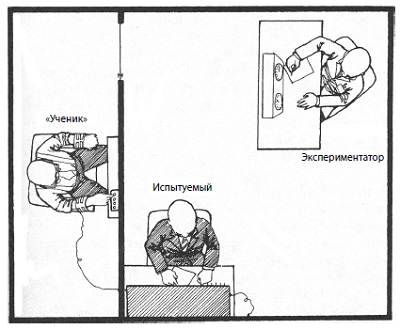 «Ученик»
Испытуемый
Экспериментатор